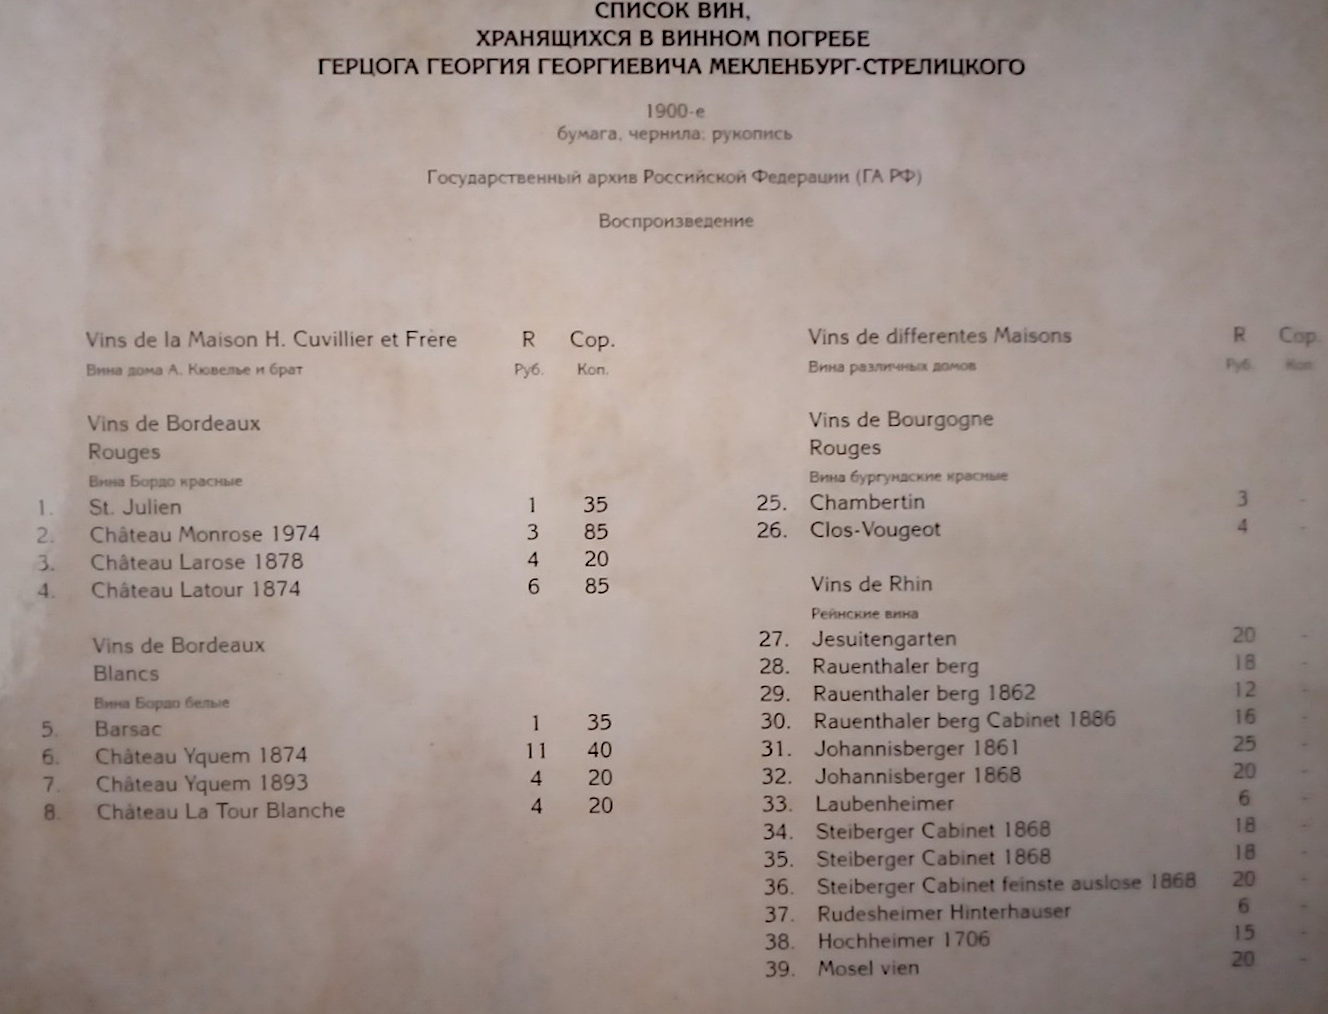 СПИСОК ВИН,
ХРАНЯЩИХСЯ В ВИННОМ ПОГРЕБЕ
ГЕРЦОГА ГЕОРГИЯ ГЕОРГИЕВИЧА МЕКЛЕНБУРГ-СТРЕЛИЦКОГО
1900-е
бумага, чернила; рукопись
Государственный архив Российской Федерации (ГА РФ)
Воспроизведение
Vins de la Maison H. Cuvillier et Frère R Cop.
Вина дома А. Кювелье и брат Руб. Коп.
Vins de Bordeaux
Rouges
Вина Бордо красные
1. St. Julien 1 35
2. Château Monrose 1974 3 85
3. Château Larose 1878 4 20
4. Château Latour 1874 6 85
Vins de Bordeaux
Blancs
Вина Бордо белые
5. Barsac 1 35
6. Château Yquem 1874 11 40
7. Château Yquem 1893 4 20
8. Château La Tour Blanche 4 20
Vins de differentes Maisons R Cop.
Вина различных домов Руб. Коп.
Vins de Bourgogne
Rouges
Вина бургундские красные
25. Chambertin 3 -
26. Clos-Vougeot 4 -
Vins de Rhin
Рейнские вина
27. Jesuitengarten 20 -
28. Rauenthaler berg 18 -
29. Rauenthaler berg 1862 12 -
30. Rauenthaler berg Cabinet 1886 16 -
31. Johannisberger 1861 25 -
32. Johannisberger 1868 20 -
33. Laubenheimer 6 -
34. Steiberger Cabinet 1868 18 -
35. Steiberger Cabinet 1868 18 -
36. Steiberger Cabinet feinste auslose 1868 20 -
37. Rudesheimer Hinterhauser 6 -
38. Hochheimer 1706 15 -
39. Mosel vien 20 -